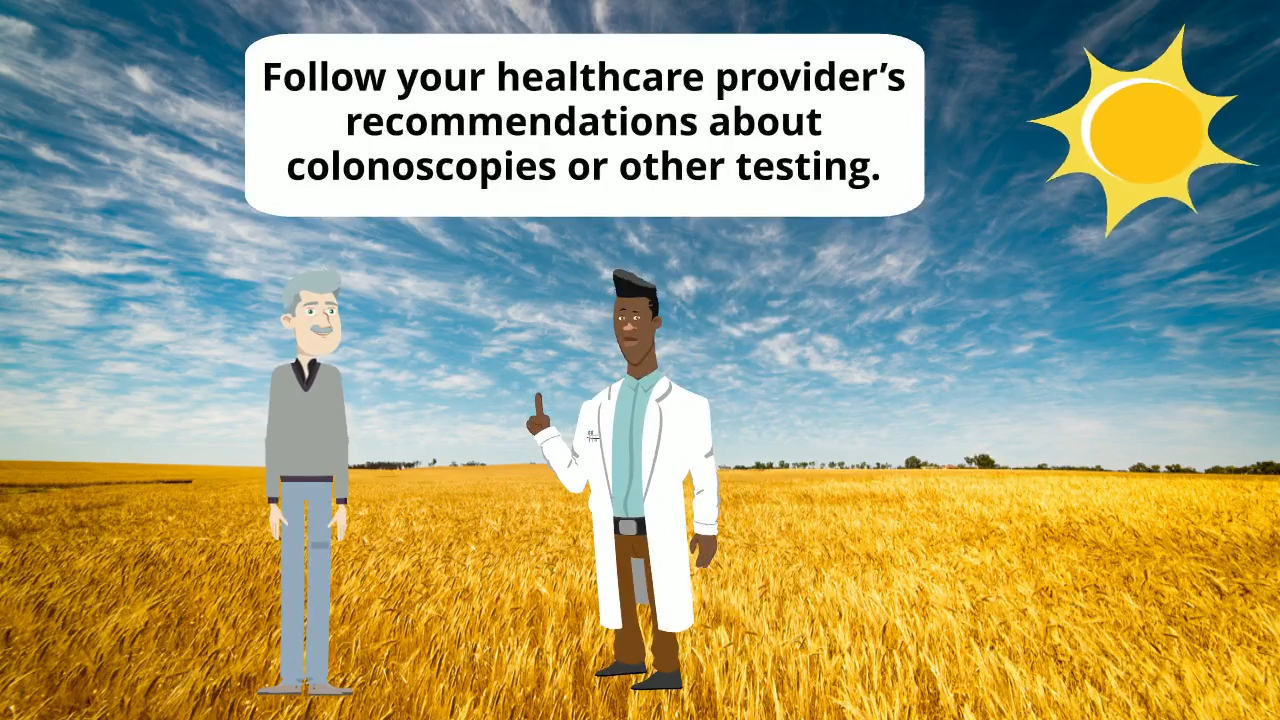 Follow your healthcare provider’s
recommendations about
colonoscopies or other testing.